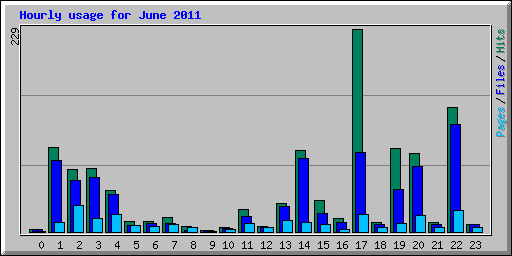 Hourly usage for June 2011
229
Pages / Files / Hits
0 1 2 3 4 5 6 7 8 9 10 11 12 13 14 15 16 17 18 19 20 21 22 23